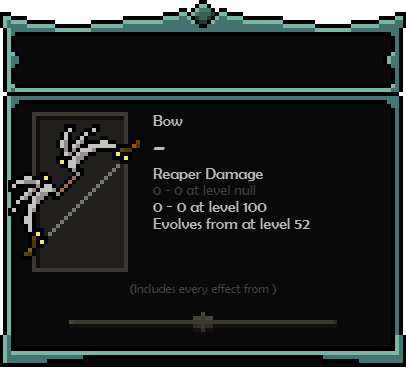 Bow
–
Reaper Damage
0 - 0 at level null
0 - 0 at level 100
Evolves from at level 52
(Includes every effect from )